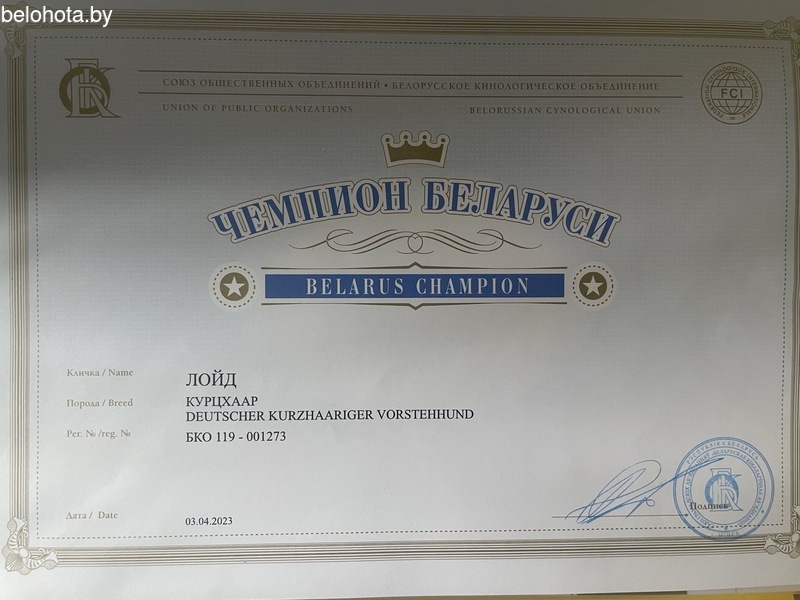 belohota.by
СОЮЗ ОБЩЕСТВЕННЫХ ОБЪЕДИНЕНИЙ • БЕЛОРУССКОЕ КИНОЛОГИЧЕСКОЕ ОБЪЕДИНЕНИЕ
UNION OF PUBLIC ORGANIZATIONS BELORUSSIAN CYNOLOGICAL UNION
FCI
ЧЕМПИОН БЕЛАРУСИ
BELARUS CHAMPION
Кличка / Name ЛОЙД
Порода / Breed КУРЦХААР
DEUTSCHER KURZHAARIGER VORSTEHHUND
Рег. № /reg. № БКО 119 - 001273
Дата / Date 03.04.2023
Подпись